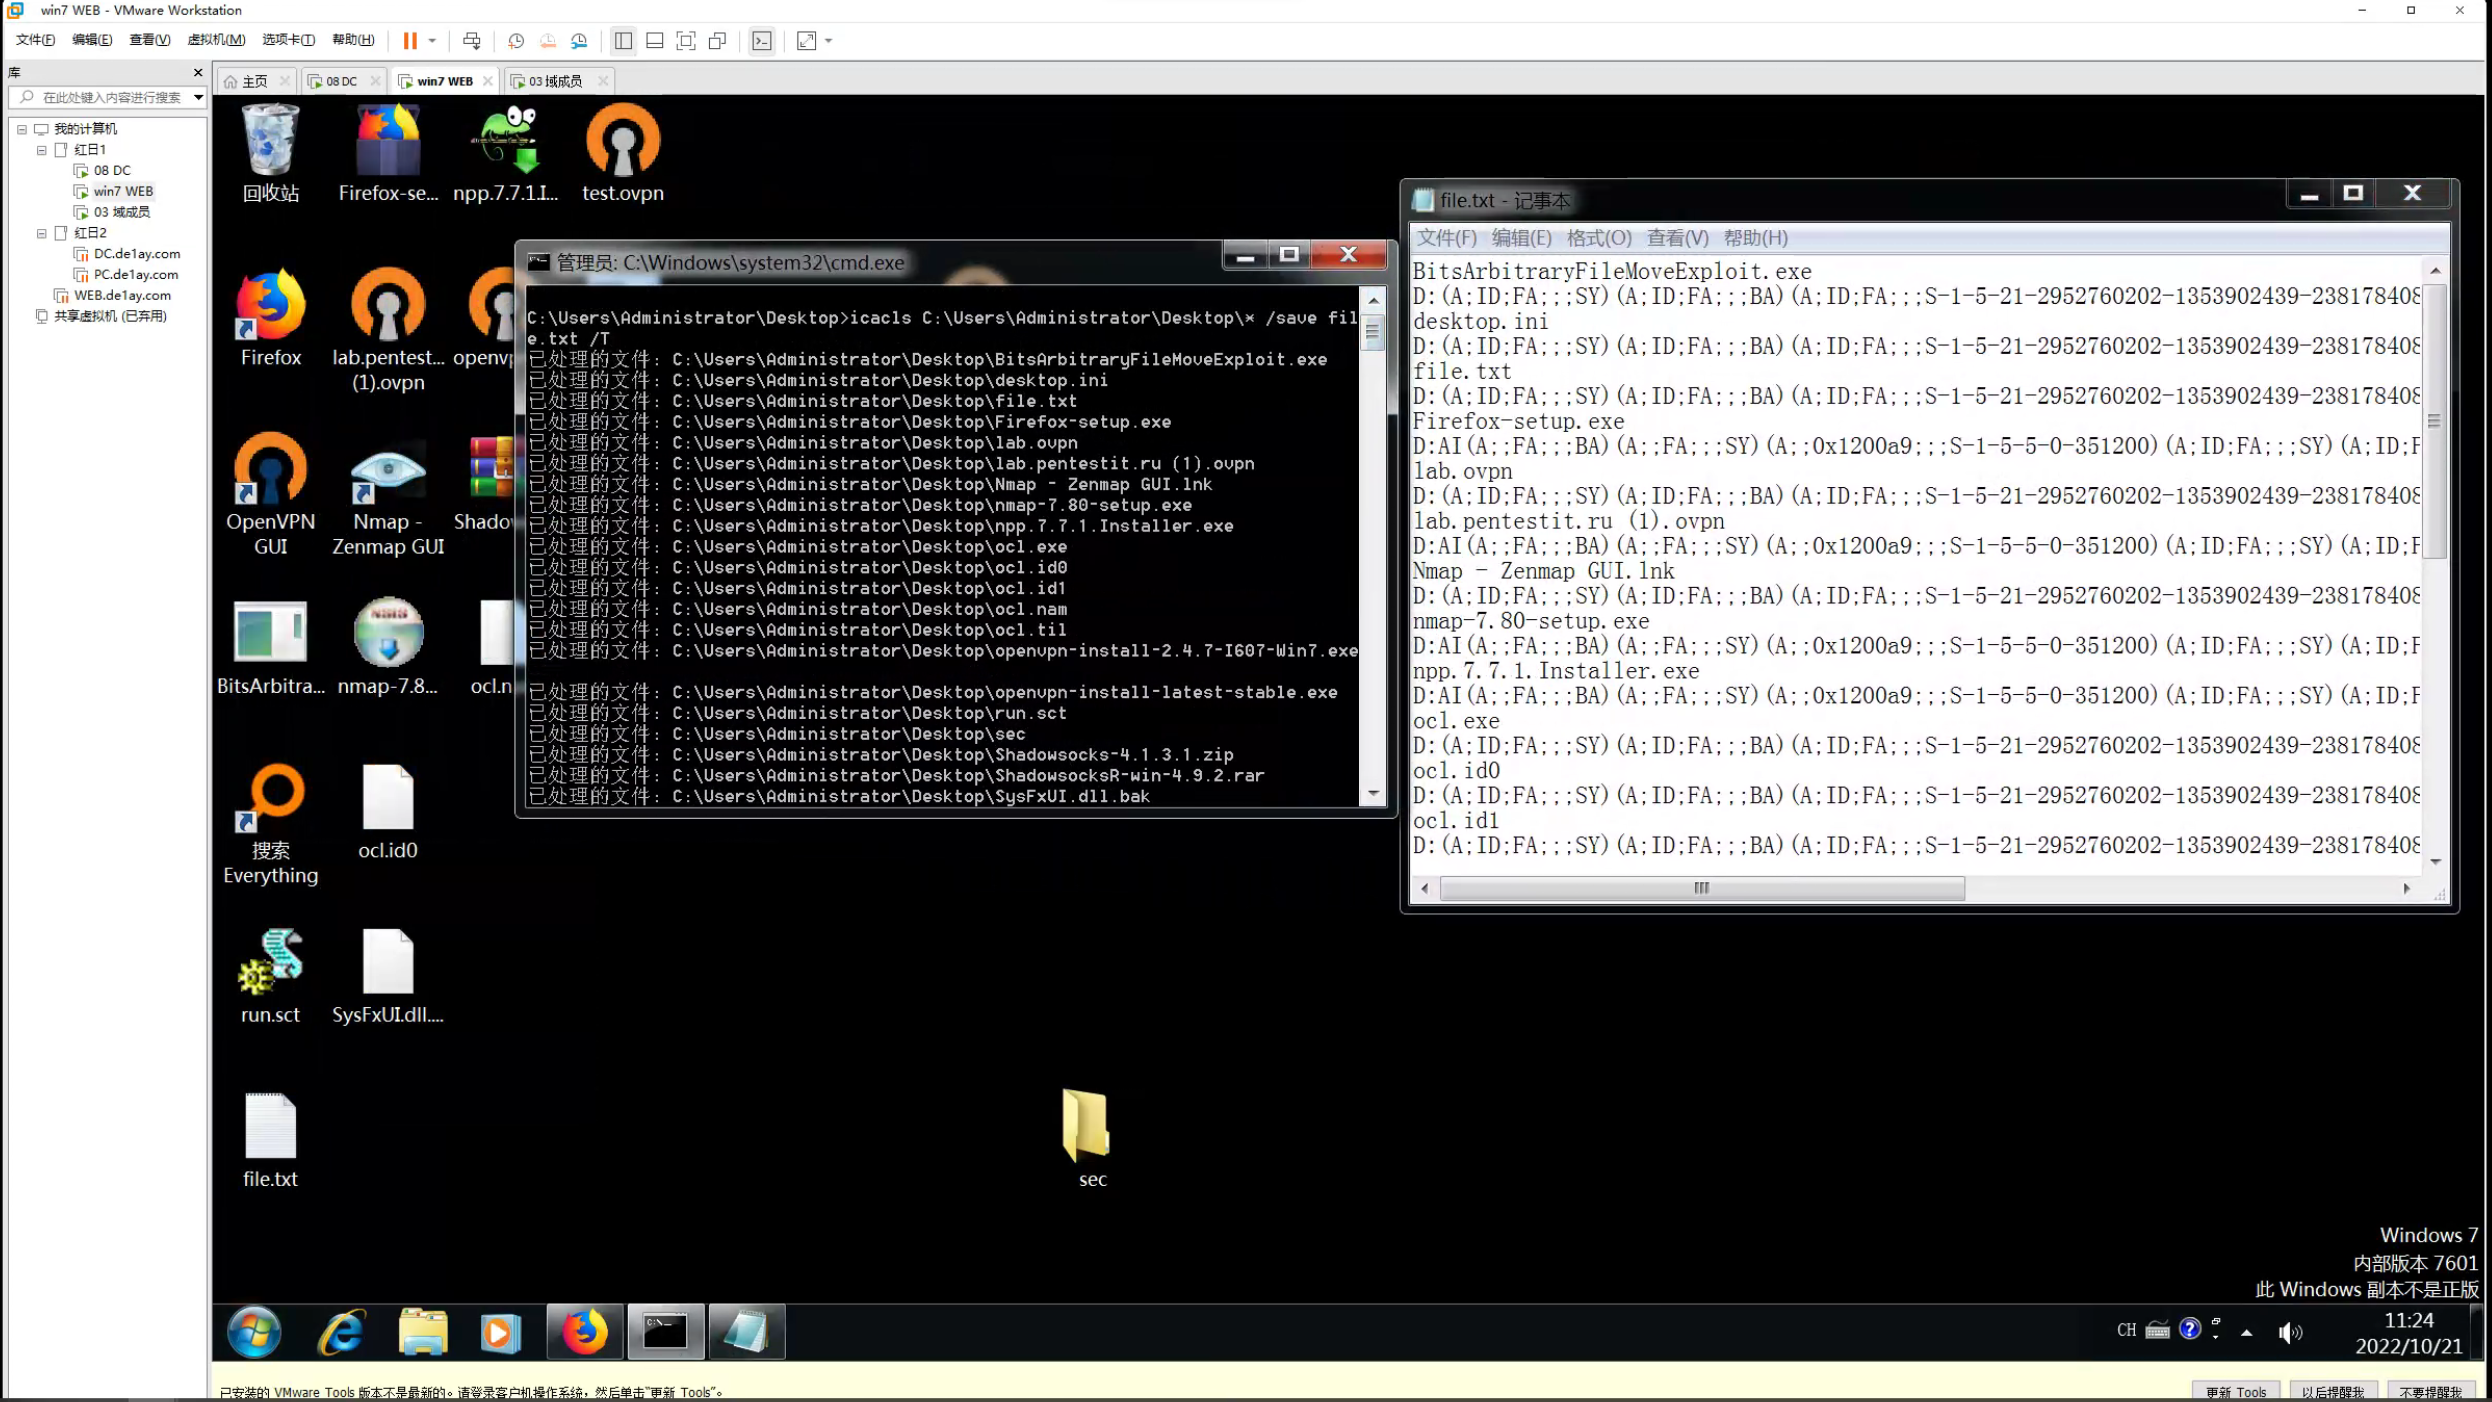 win7 WEB - VMware Workstation
文件(F) 编辑(E) 查看(V) 虚拟机(M) 选项卡(T) 帮助(H)
库
在此处键入内容进行搜索
我的计算机
红日1
08 DC
win7 WEB
03 域成员
红日2
DC.de1ay.com
PC.de1ay.com
WEB.de1ay.com
共享虚拟机 (已弃用)
主页 08 DC win7 WEB 03 域成员
回收站
Firefox-se...
npp.7.7.1.I...
test.ovpn
Firefox
lab.pentest...
(1).ovpn
openv
OpenVPN
GUI
Nmap -
Zenmap GUI
Shadov
BitsArbitra...
nmap-7.8...
ocl.n
搜索
Everything
ocl.id0
run.sct
SysFxUI.dll....
file.txt
sec
管理员: C:\Windows\system32\cmd.exe
C:\Users\Administrator\Desktop>icacls C:\Users\Administrator\Desktop\* /save fil
e.txt /T
已处理的文件: C:\Users\Administrator\Desktop\BitsArbitraryFileMoveExploit.exe
已处理的文件: C:\Users\Administrator\Desktop\desktop.ini
已处理的文件: C:\Users\Administrator\Desktop\file.txt
已处理的文件: C:\Users\Administrator\Desktop\Firefox-setup.exe
已处理的文件: C:\Users\Administrator\Desktop\lab.ovpn
已处理的文件: C:\Users\Administrator\Desktop\lab.pentestit.ru (1).ovpn
已处理的文件: C:\Users\Administrator\Desktop\Nmap - Zenmap GUI.lnk
已处理的文件: C:\Users\Administrator\Desktop\nmap-7.80-setup.exe
已处理的文件: C:\Users\Administrator\Desktop\npp.7.7.1.Installer.exe
已处理的文件: C:\Users\Administrator\Desktop\ocl.exe
已处理的文件: C:\Users\Administrator\Desktop\ocl.id0
已处理的文件: C:\Users\Administrator\Desktop\ocl.id1
已处理的文件: C:\Users\Administrator\Desktop\ocl.nam
已处理的文件: C:\Users\Administrator\Desktop\ocl.til
已处理的文件: C:\Users\Administrator\Desktop\openvpn-install-2.4.7-I607-Win7.exe
已处理的文件: C:\Users\Administrator\Desktop\openvpn-install-latest-stable.exe
已处理的文件: C:\Users\Administrator\Desktop\run.sct
已处理的文件: C:\Users\Administrator\Desktop\sec
已处理的文件: C:\Users\Administrator\Desktop\Shadowsocks-4.1.3.1.zip
已处理的文件: C:\Users\Administrator\Desktop\ShadowsocksR-win-4.9.2.rar
已处理的文件: C:\Users\Administrator\Desktop\SysFxUI.dll.bak
file.txt - 记事本
文件(F) 编辑(E) 格式(O) 查看(V) 帮助(H)
BitsArbitraryFileMoveExploit.exe
D:(A;ID;FA;;;SY)(A;ID;FA;;;BA)(A;ID;FA;;;S-1-5-21-2952760202-1353902439-238178408
desktop.ini
D:(A;ID;FA;;;SY)(A;ID;FA;;;BA)(A;ID;FA;;;S-1-5-21-2952760202-1353902439-238178408
file.txt
D:(A;ID;FA;;;SY)(A;ID;FA;;;BA)(A;ID;FA;;;S-1-5-21-2952760202-1353902439-238178408
Firefox-setup.exe
D:AI(A;;FA;;;BA)(A;;FA;;;SY)(A;;0x1200a9;;;S-1-5-5-0-351200)(A;ID;FA;;;SY)(A;ID;F
lab.ovpn
D:(A;ID;FA;;;SY)(A;ID;FA;;;BA)(A;ID;FA;;;S-1-5-21-2952760202-1353902439-238178408
lab.pentestit.ru (1).ovpn
D:AI(A;;FA;;;BA)(A;;FA;;;SY)(A;;0x1200a9;;;S-1-5-5-0-351200)(A;ID;FA;;;SY)(A;ID;F
Nmap - Zenmap GUI.lnk
D:(A;ID;FA;;;SY)(A;ID;FA;;;BA)(A;ID;FA;;;S-1-5-21-2952760202-1353902439-238178408
nmap-7.80-setup.exe
D:AI(A;;FA;;;BA)(A;;FA;;;SY)(A;;0x1200a9;;;S-1-5-5-0-351200)(A;ID;FA;;;SY)(A;ID;F
npp.7.7.1.Installer.exe
D:AI(A;;FA;;;BA)(A;;FA;;;SY)(A;;0x1200a9;;;S-1-5-5-0-351200)(A;ID;FA;;;SY)(A;ID;F
ocl.exe
D:(A;ID;FA;;;SY)(A;ID;FA;;;BA)(A;ID;FA;;;S-1-5-21-2952760202-1353902439-238178408
ocl.id0
D:(A;ID;FA;;;SY)(A;ID;FA;;;BA)(A;ID;FA;;;S-1-5-21-2952760202-1353902439-238178408
ocl.id1
D:(A;ID;FA;;;SY)(A;ID;FA;;;BA)(A;ID;FA;;;S-1-5-21-2952760202-1353902439-238178408
Windows 7
内部版本 7601
此 Windows 副本不是正版
CH
11:24
2022/10/21
已安装的 VMware Tools 版本不是最新的。请登录客户机操作系统，然后单击“更新 Tools”。
更新 Tools 以后提醒我 不要提醒我